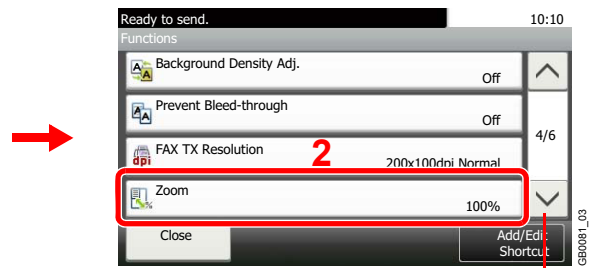 Ready to send. 10:10
Functions
Background Density Adj.
Off
Prevent Bleed-through
Off
4/6
FAX TX Resolution
dpi
2
200x100dpi Normal
Zoom
%
100%
Close
Add/Edit
Shortcut
GB0081_03